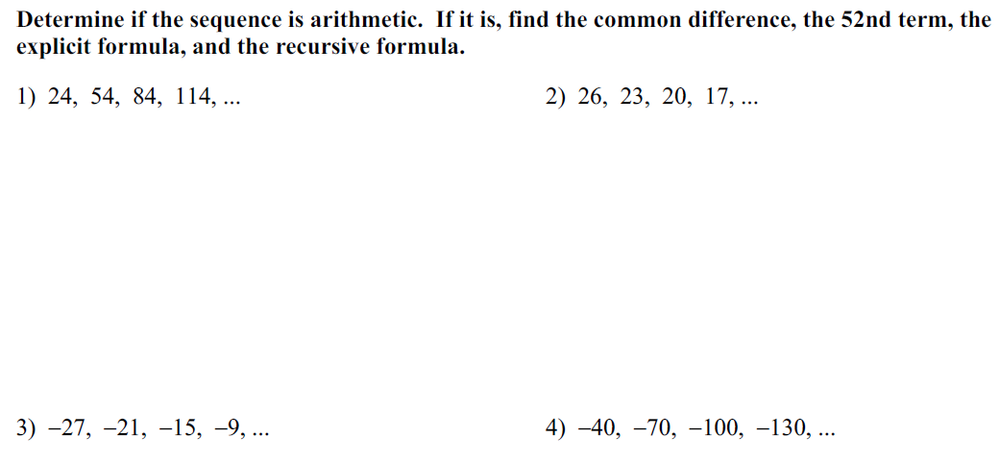 Determine if the sequence is arithmetic.  If it is, find the common difference, the 52nd term, the
explicit formula, and the recursive formula.
1)  24,  54,  84,  114, ...
2)  26,  23,  20,  17, ...
3)  −27,  −21,  −15,  −9, ...
4)  −40,  −70,  −100,  −130, ...